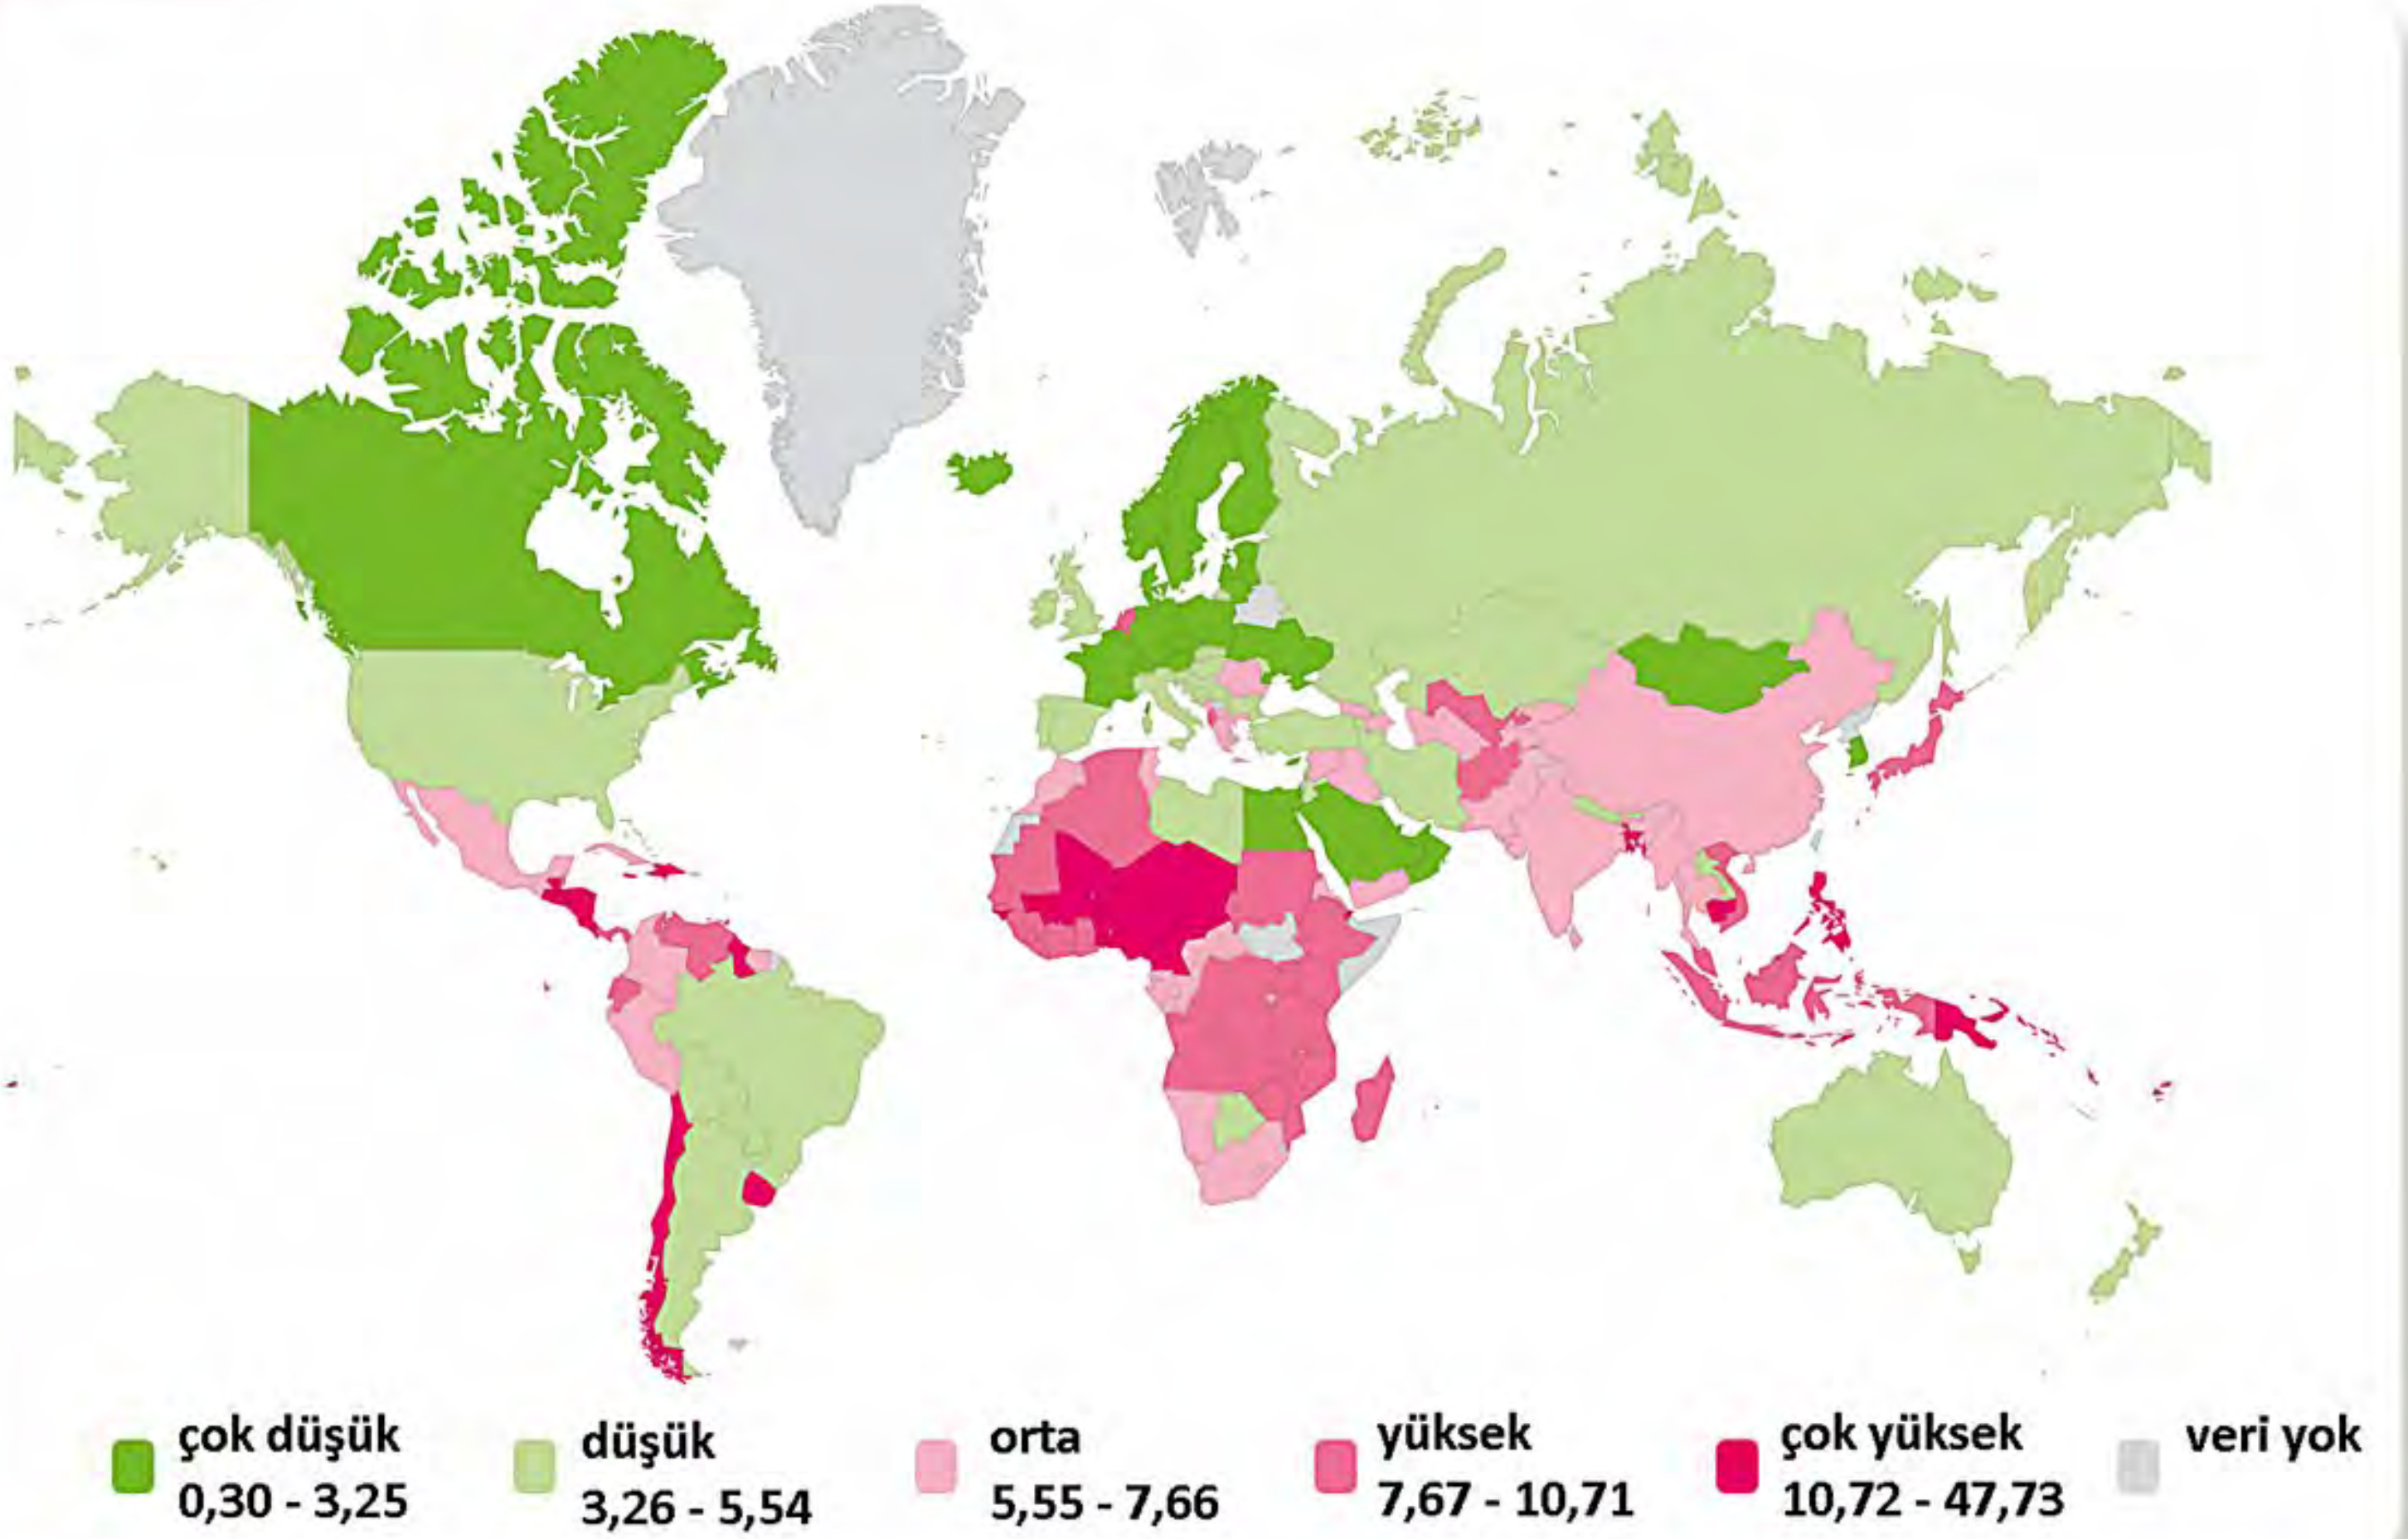 çok düşük
0,30 - 3,25
düşük
3,26 - 5,54
orta
5,55 - 7,66
yüksek
7,67 - 10,71
çok yüksek
10,72 - 47,73
veri yok